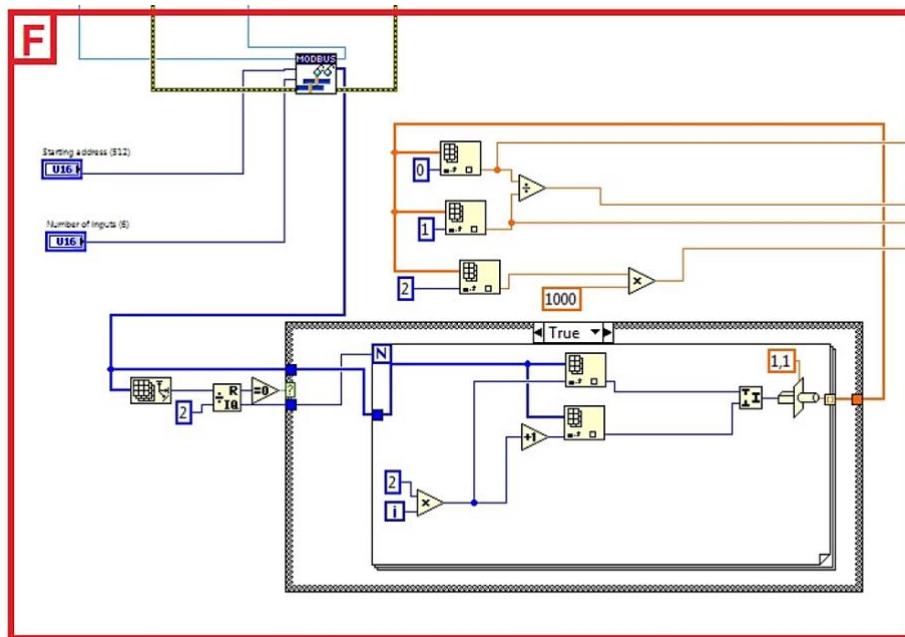 F
MODBUS
Starting address (512)
U16
Number of inputs (6)
U16
0
÷
1
2
1000
×
True
N
1,1
2
÷ R
IQ
=0
?
+1
2
×
i